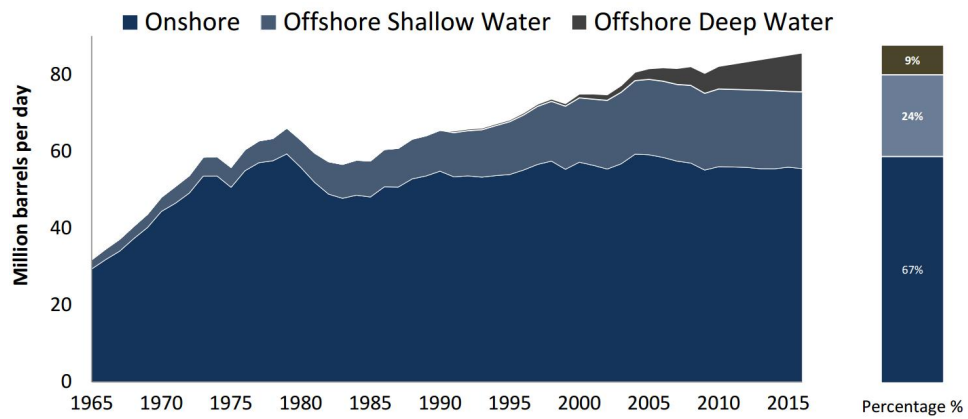 Onshore Offshore Shallow Water Offshore Deep Water
Million barrels per day
80
60
40
20
0
1965 1970 1975 1980 1985 1990 1995 2000 2005 2010 2015
9%
24%
67%
Percentage %